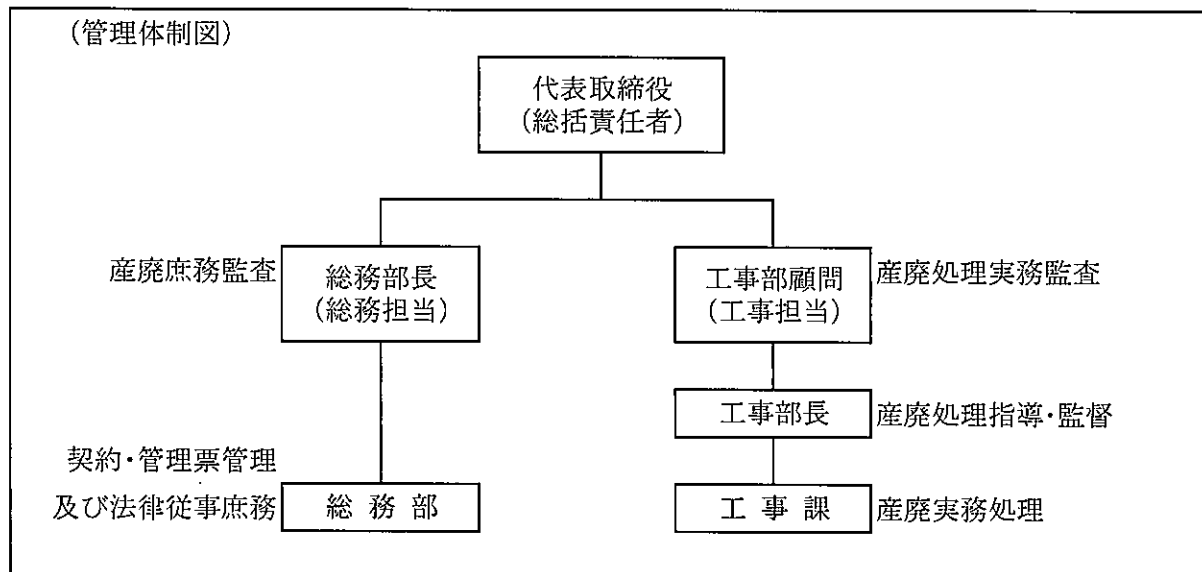 (管理体制図)
代表取締役
(総括責任者)
産廃庶務監査
総務部長
(総務担当)
工事部顧問
(工事担当)
産廃処理実務監査
工事部長
産廃処理指導・監督
契約・管理票管理
及び法律従事庶務
総務部
工事課
産廃実務処理